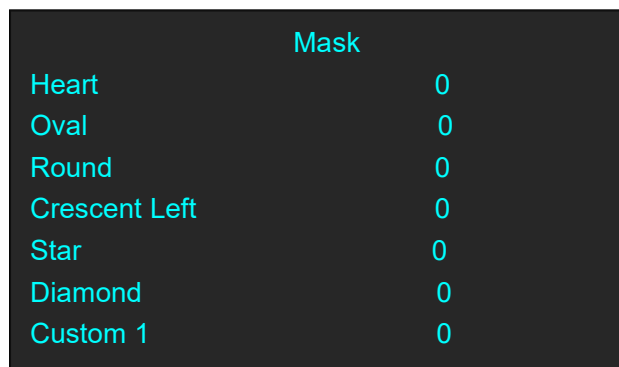 Mask
Heart 0
Oval 0
Round 0
Crescent Left 0
Star 0
Diamond 0
Custom 1 0